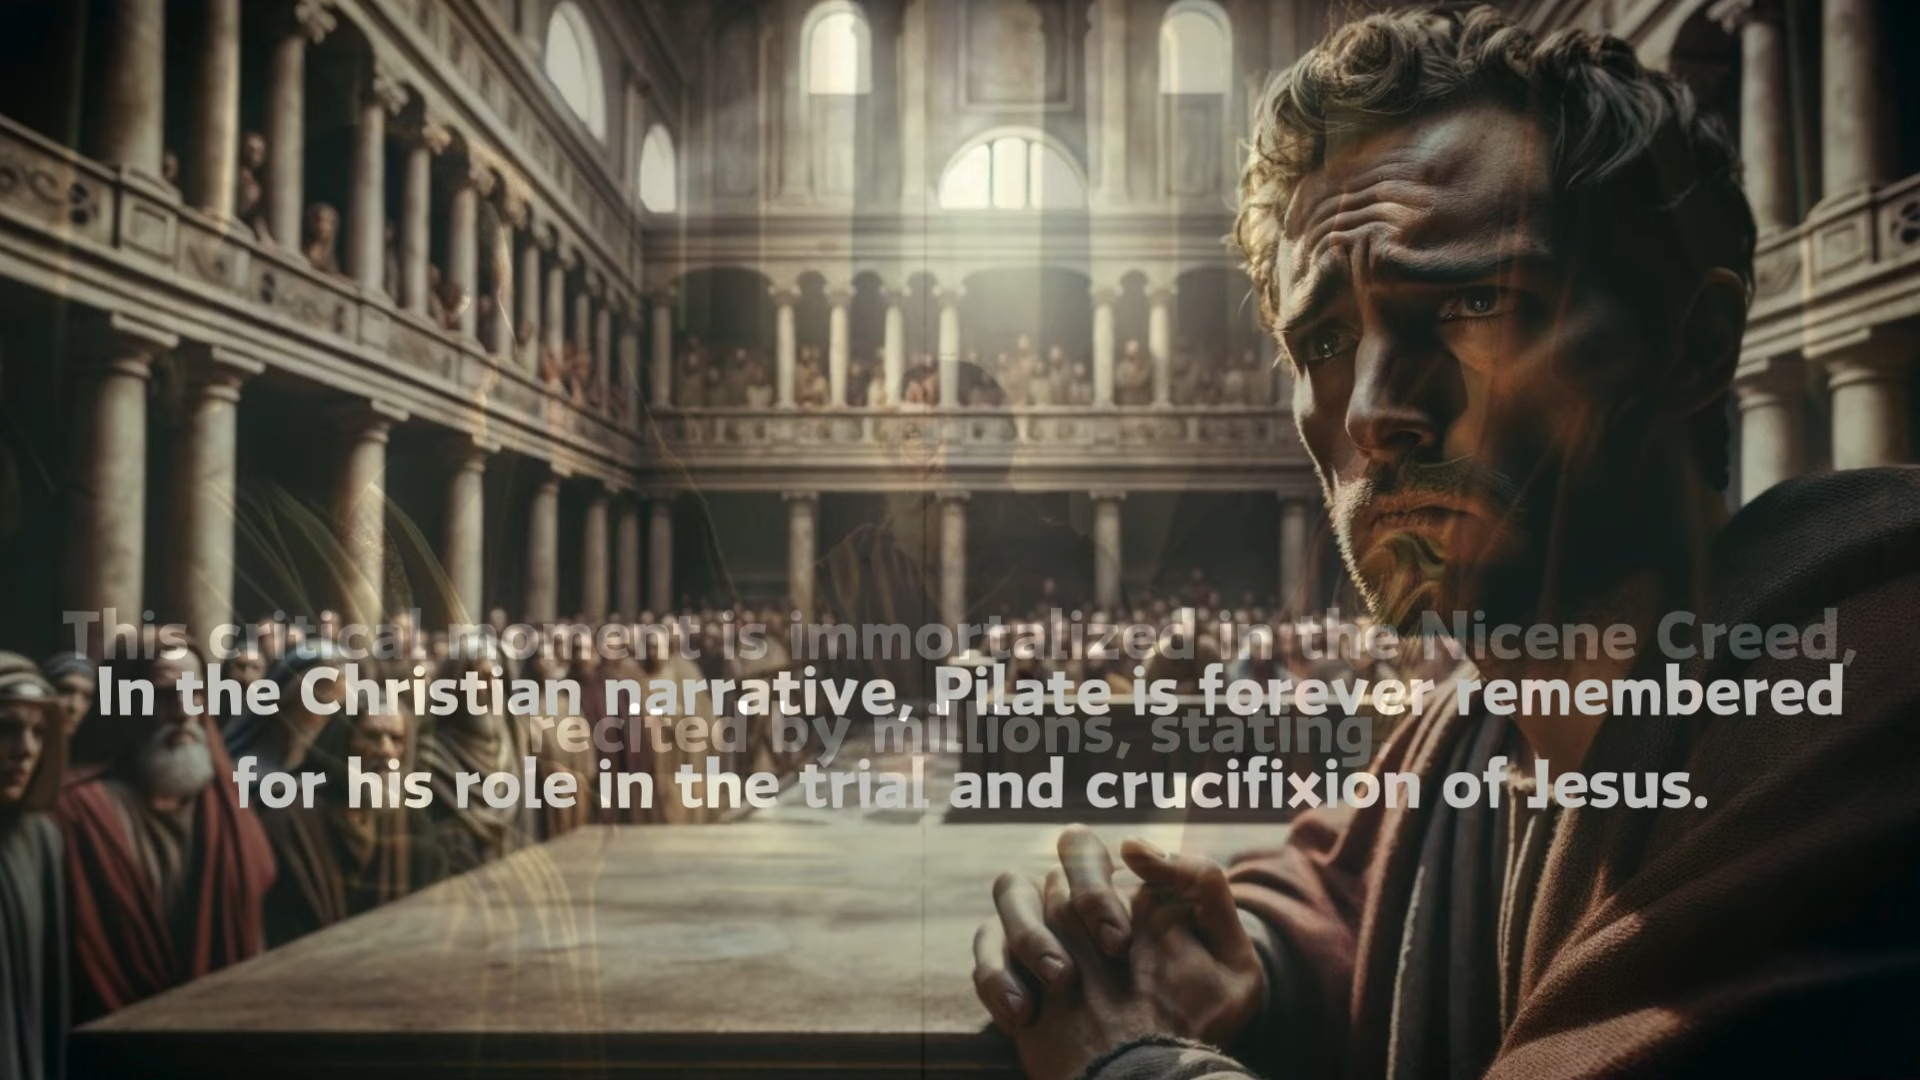 This critical moment is immortalized in the Nicene Creed,
In the Christian narrative, Pilate is forever remembered
recited by millions, stating
for his role in the trial and crucifixion of Jesus.